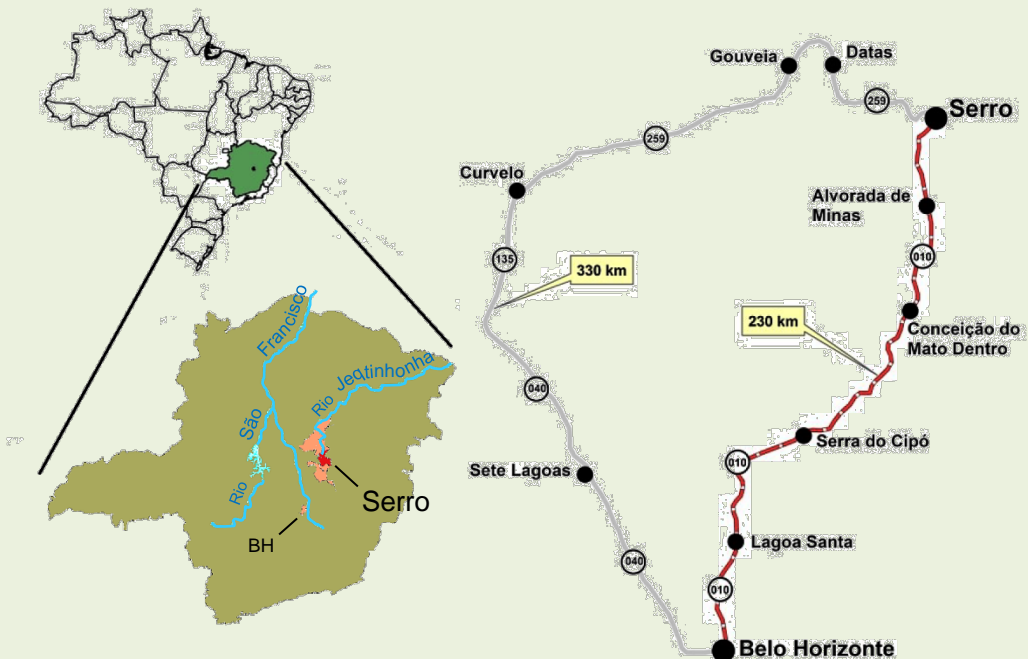 Gouveia
Datas
259
Serro
259
Curvelo
Alvorada de
Minas
135
010
330 km
230 km
Conceição do
Mato Dentro
040
Serra do Cipó
010
Sete Lagoas
Lagoa Santa
040
010
Belo Horizonte
Francisco
São
Rio
Rio Jeqtinhonha
Serro
BH